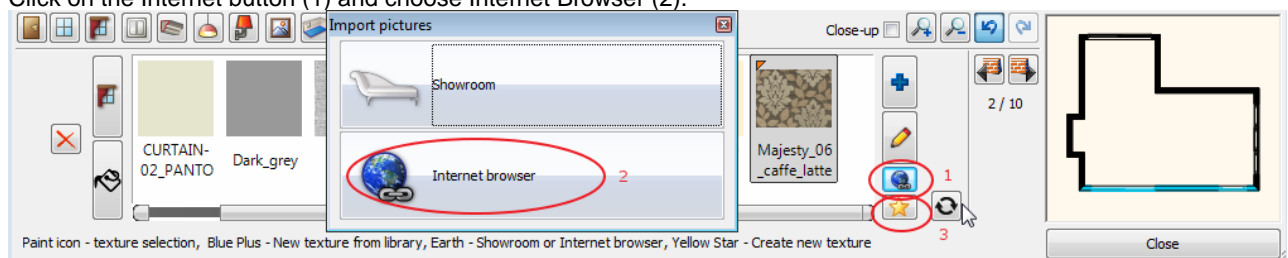 Click on the Internet button (1) and choose Internet Browser (2).
Import pictures
Close-up
Showroom
2 / 10
CURTAIN-
02_PANTO
Dark_grey
Internet browser
2
Majesty_06
_caffe_latte
1
3
Paint icon - texture selection, Blue Plus - New texture from library, Earth - Showroom or Internet browser, Yellow Star - Create new texture
Close